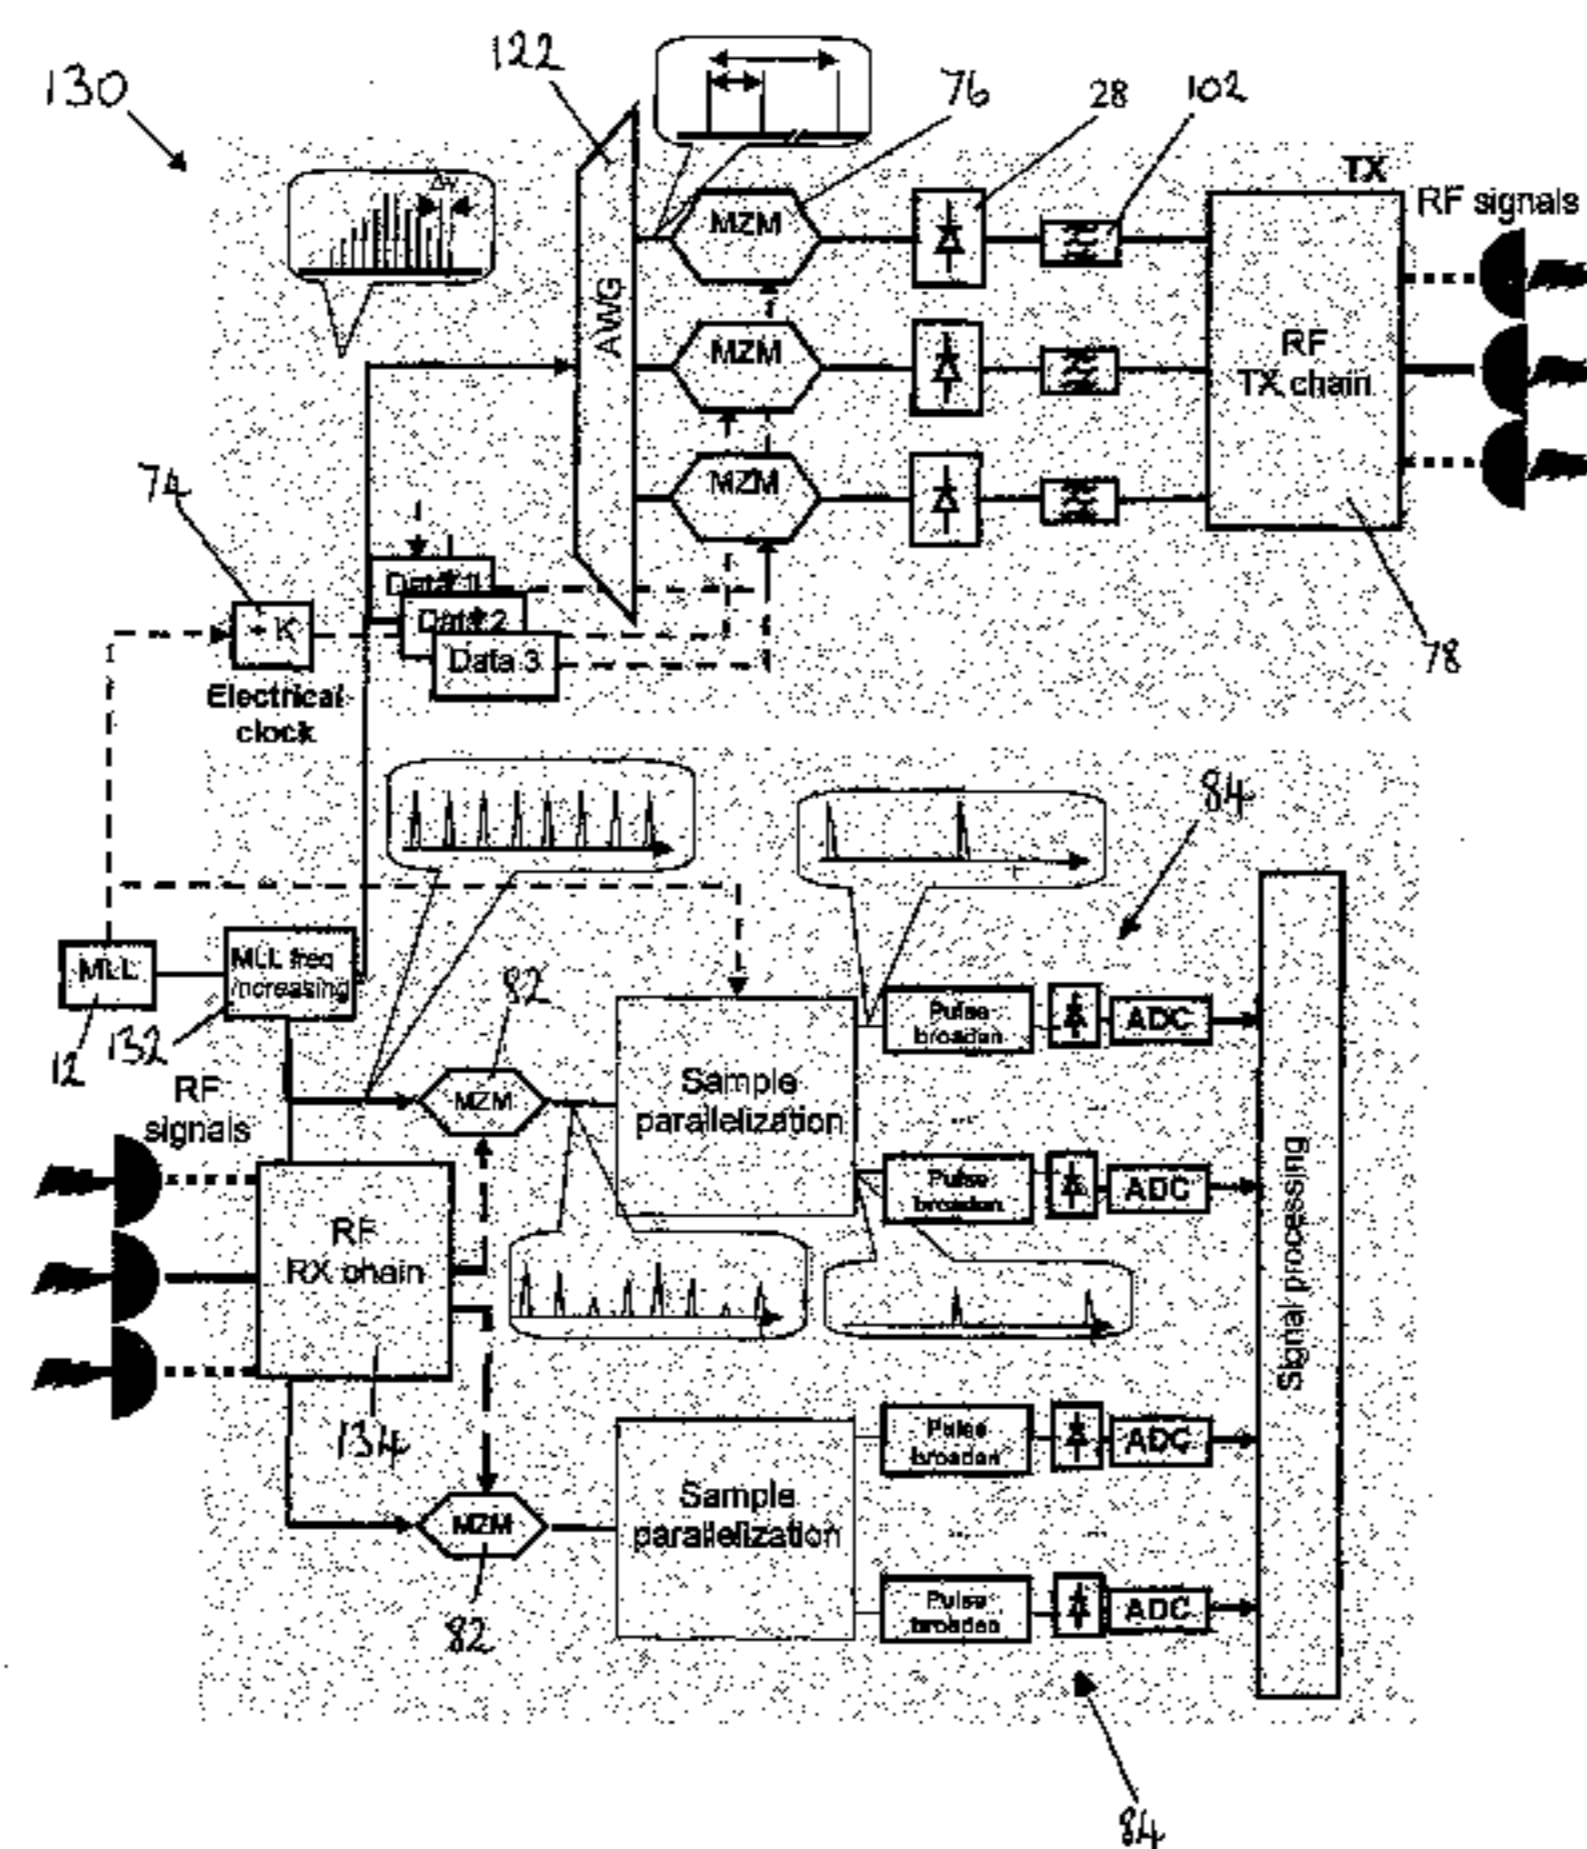 130
122
76
28
102
Δν
TX
RF signals
MZM
AWG
MZM
RF
TX chain
MZM
74
Data 1
Data 2
Data 3
÷ K
Electrical
clock
78
84
MLL
MLL freq
increasing
12
132
82
RF
signals
MZM
Sample
parallelization
Pulse
broaden
ADC
...
Pulse
broaden
ADC
RF
RX chain
134
Signal processing
MZM
82
Sample
parallelization
Pulse
broaden
ADC
... ...
Pulse
broaden
ADC
84